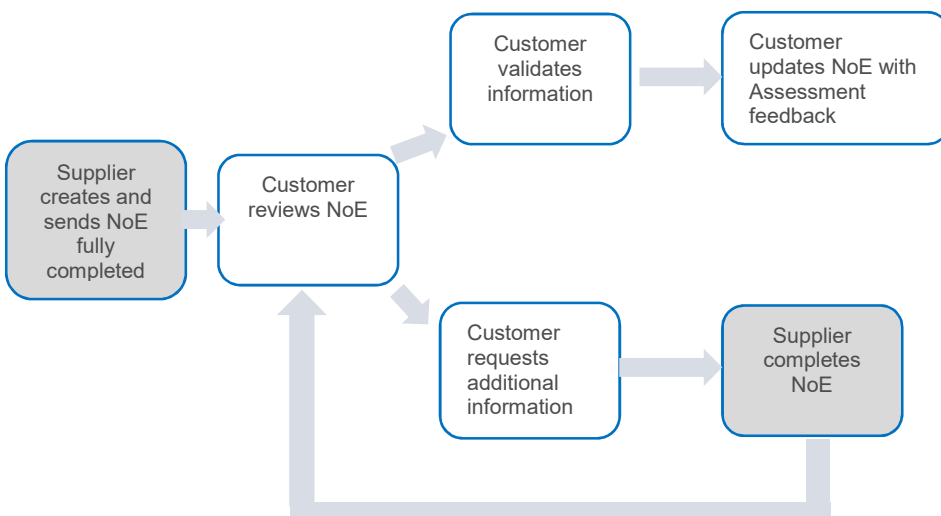 Supplier
creates and
sends NoE
fully
completed
Customer
reviews NoE
Customer
validates
information
Customer
updates NoE with
Assessment
feedback
Customer
requests
additional
information
Supplier
completes
NoE